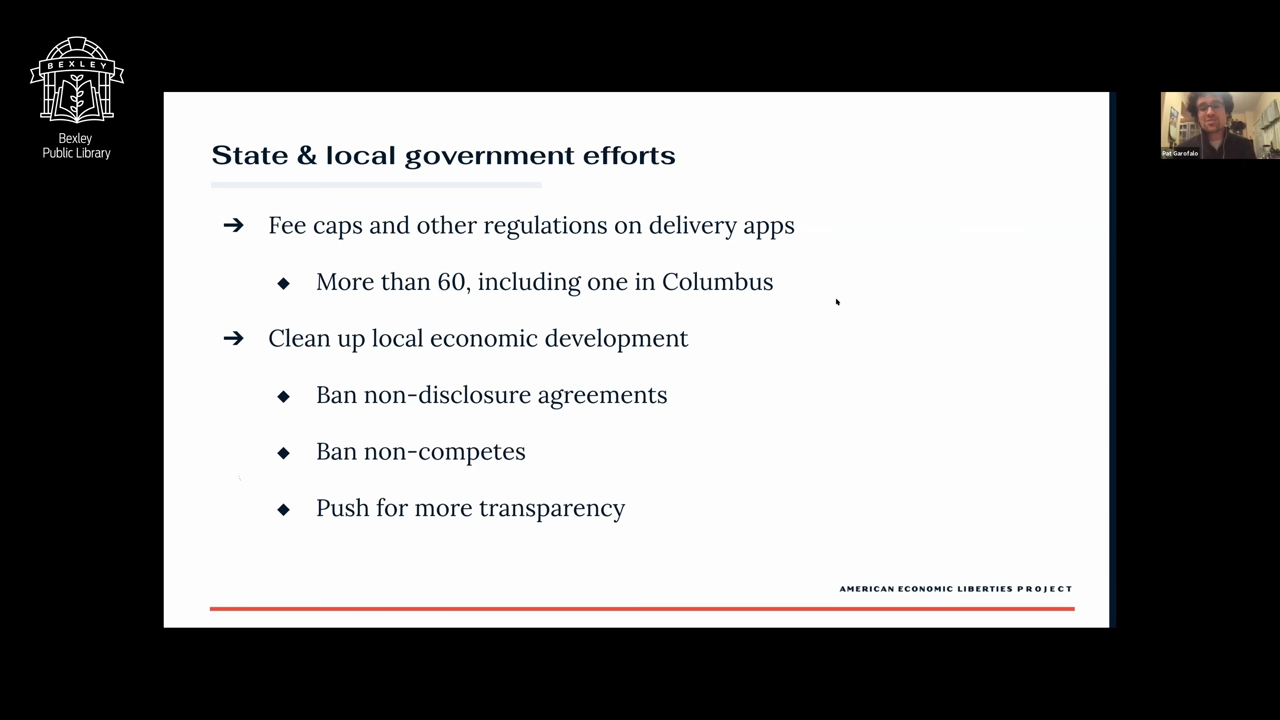 BEXLEY
Bexley
Public Library
State & local government efforts
➔ Fee caps and other regulations on delivery apps
◆ More than 60, including one in Columbus
➔ Clean up local economic development
◆ Ban non-disclosure agreements
◆ Ban non-competes
◆ Push for more transparency
AMERICAN ECONOMIC LIBERTIES PROJECT
Pat Garofalo